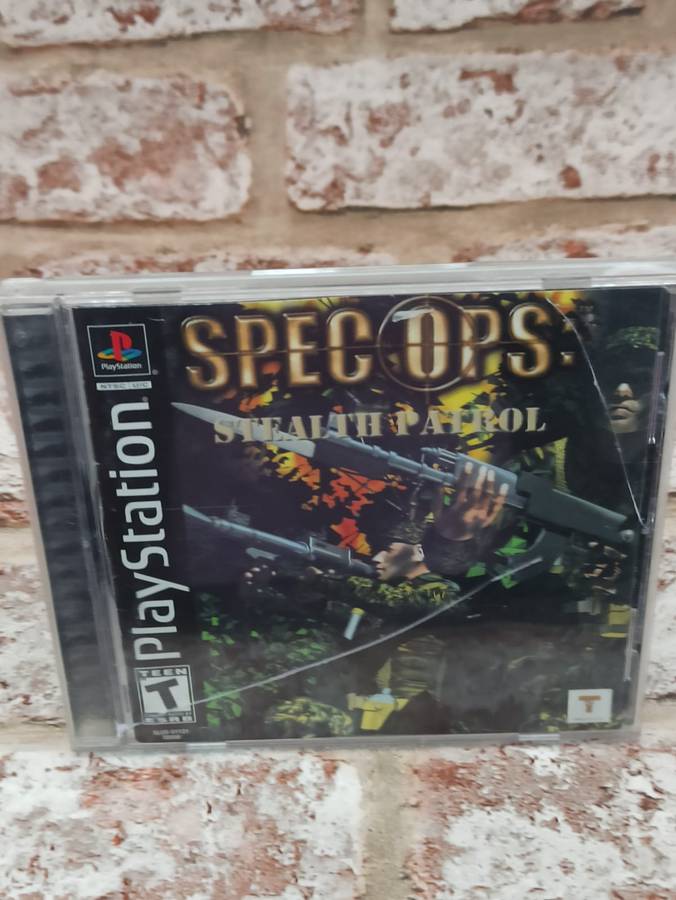 SPEC OPS:
STEALTH PATROL
PlayStation
NTSC U/C
PlayStation
TEEN
T
ESRB
T